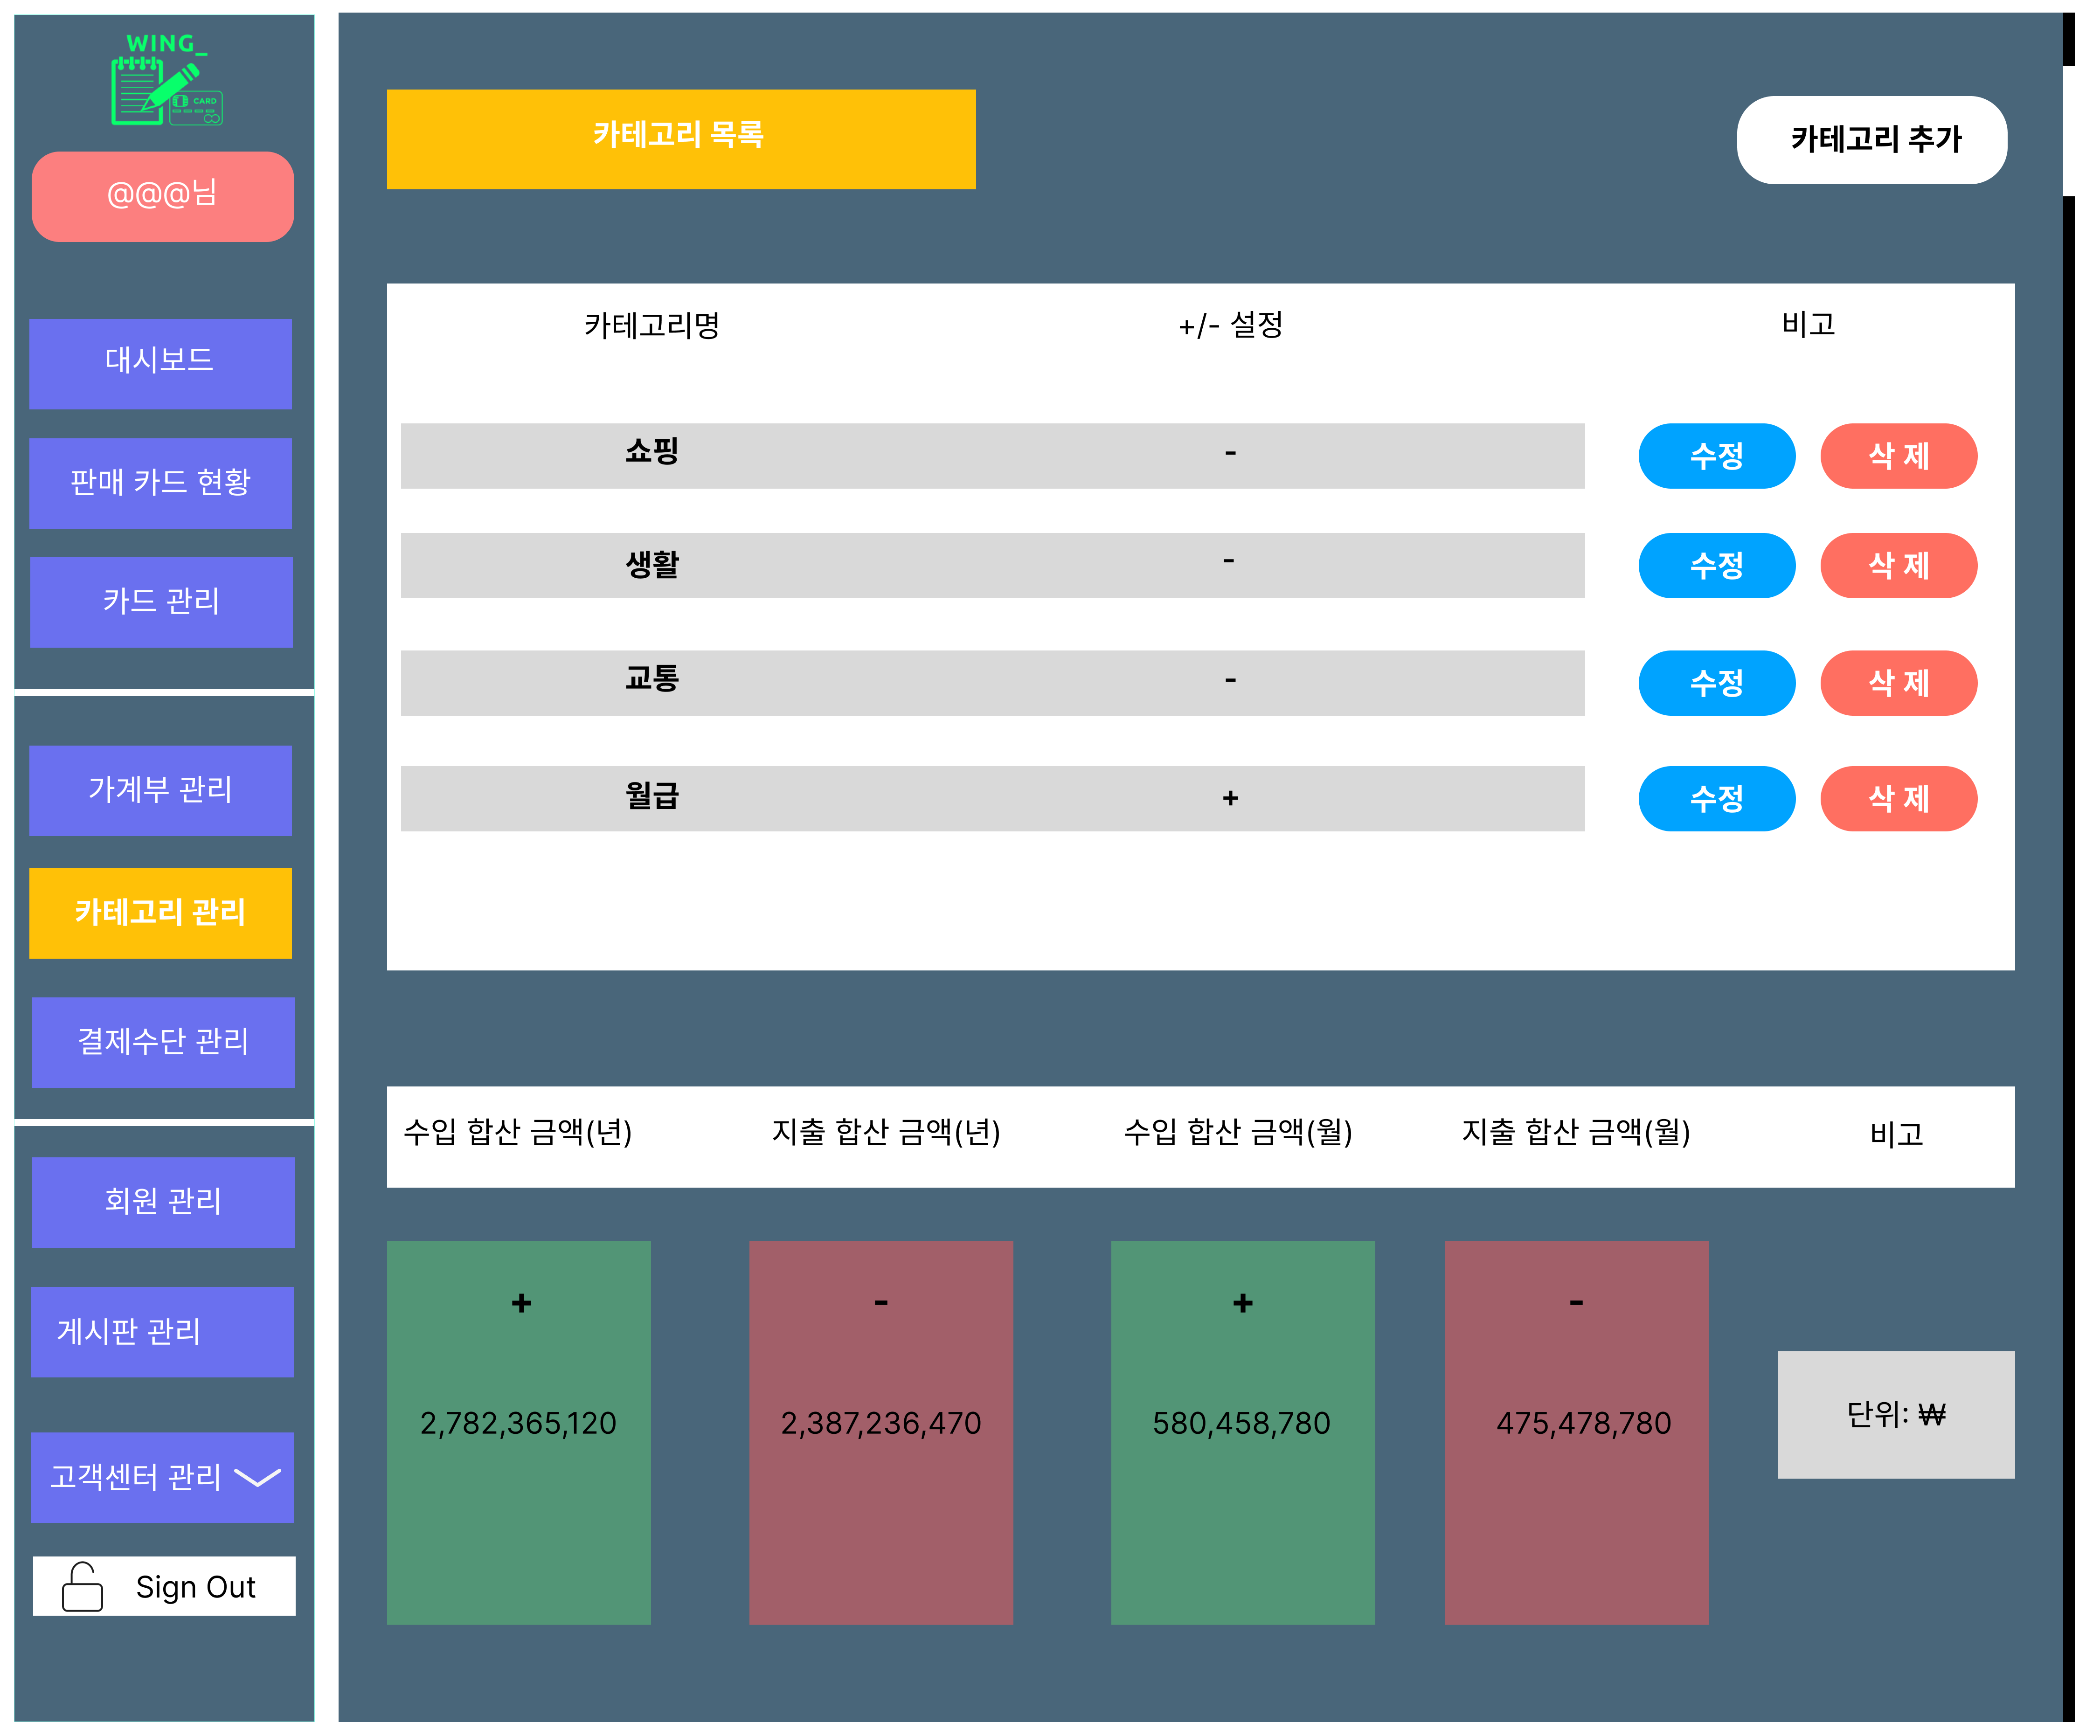 WING_
CARD
@@@님
대시보드
판매 카드 현황
카드 관리
가계부 관리
카테고리 관리
결제수단 관리
회원 관리
게시판 관리
고객센터 관리
Sign Out
카테고리 목록
카테고리 추가
카테고리명 +/- 설정 비고
쇼핑 - 수정 삭 제
생활 - 수정 삭 제
교통 - 수정 삭 제
월급 + 수정 삭 제
수입 합산 금액(년) 지출 합산 금액(년) 수입 합산 금액(월) 지출 합산 금액(월) 비고
+ - + -
2,782,365,120 2,387,236,470 580,458,780 475,478,780 단위: ₩